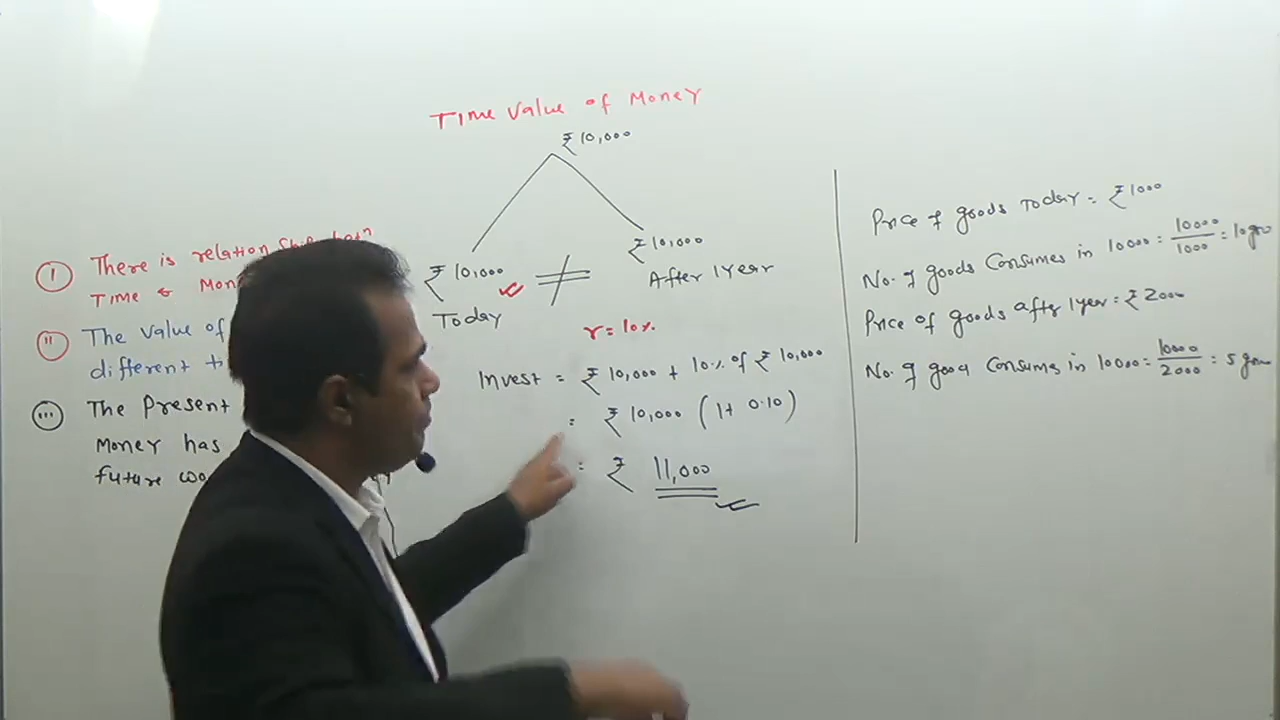 Time Value of Money
₹ 10,000
₹ 10,000
Today
≠
₹ 10,000
After 1 Year
(I) There is relation
Time & Mon
(II) The value of
different t
(III) The Present
Money has
future
r = 10%
Invest = ₹ 10,000 + 10% of ₹ 10,000
= ₹ 10,000 (1+ 0.10)
= ₹ 11,000
Price of goods Today = ₹ 1000
No. of goods Consumes in 10000 = 10000/1000 = 10
Price of goods after 1 year = ₹ 2000
No. of good Consums in 10000 = 10000/2000 = 5